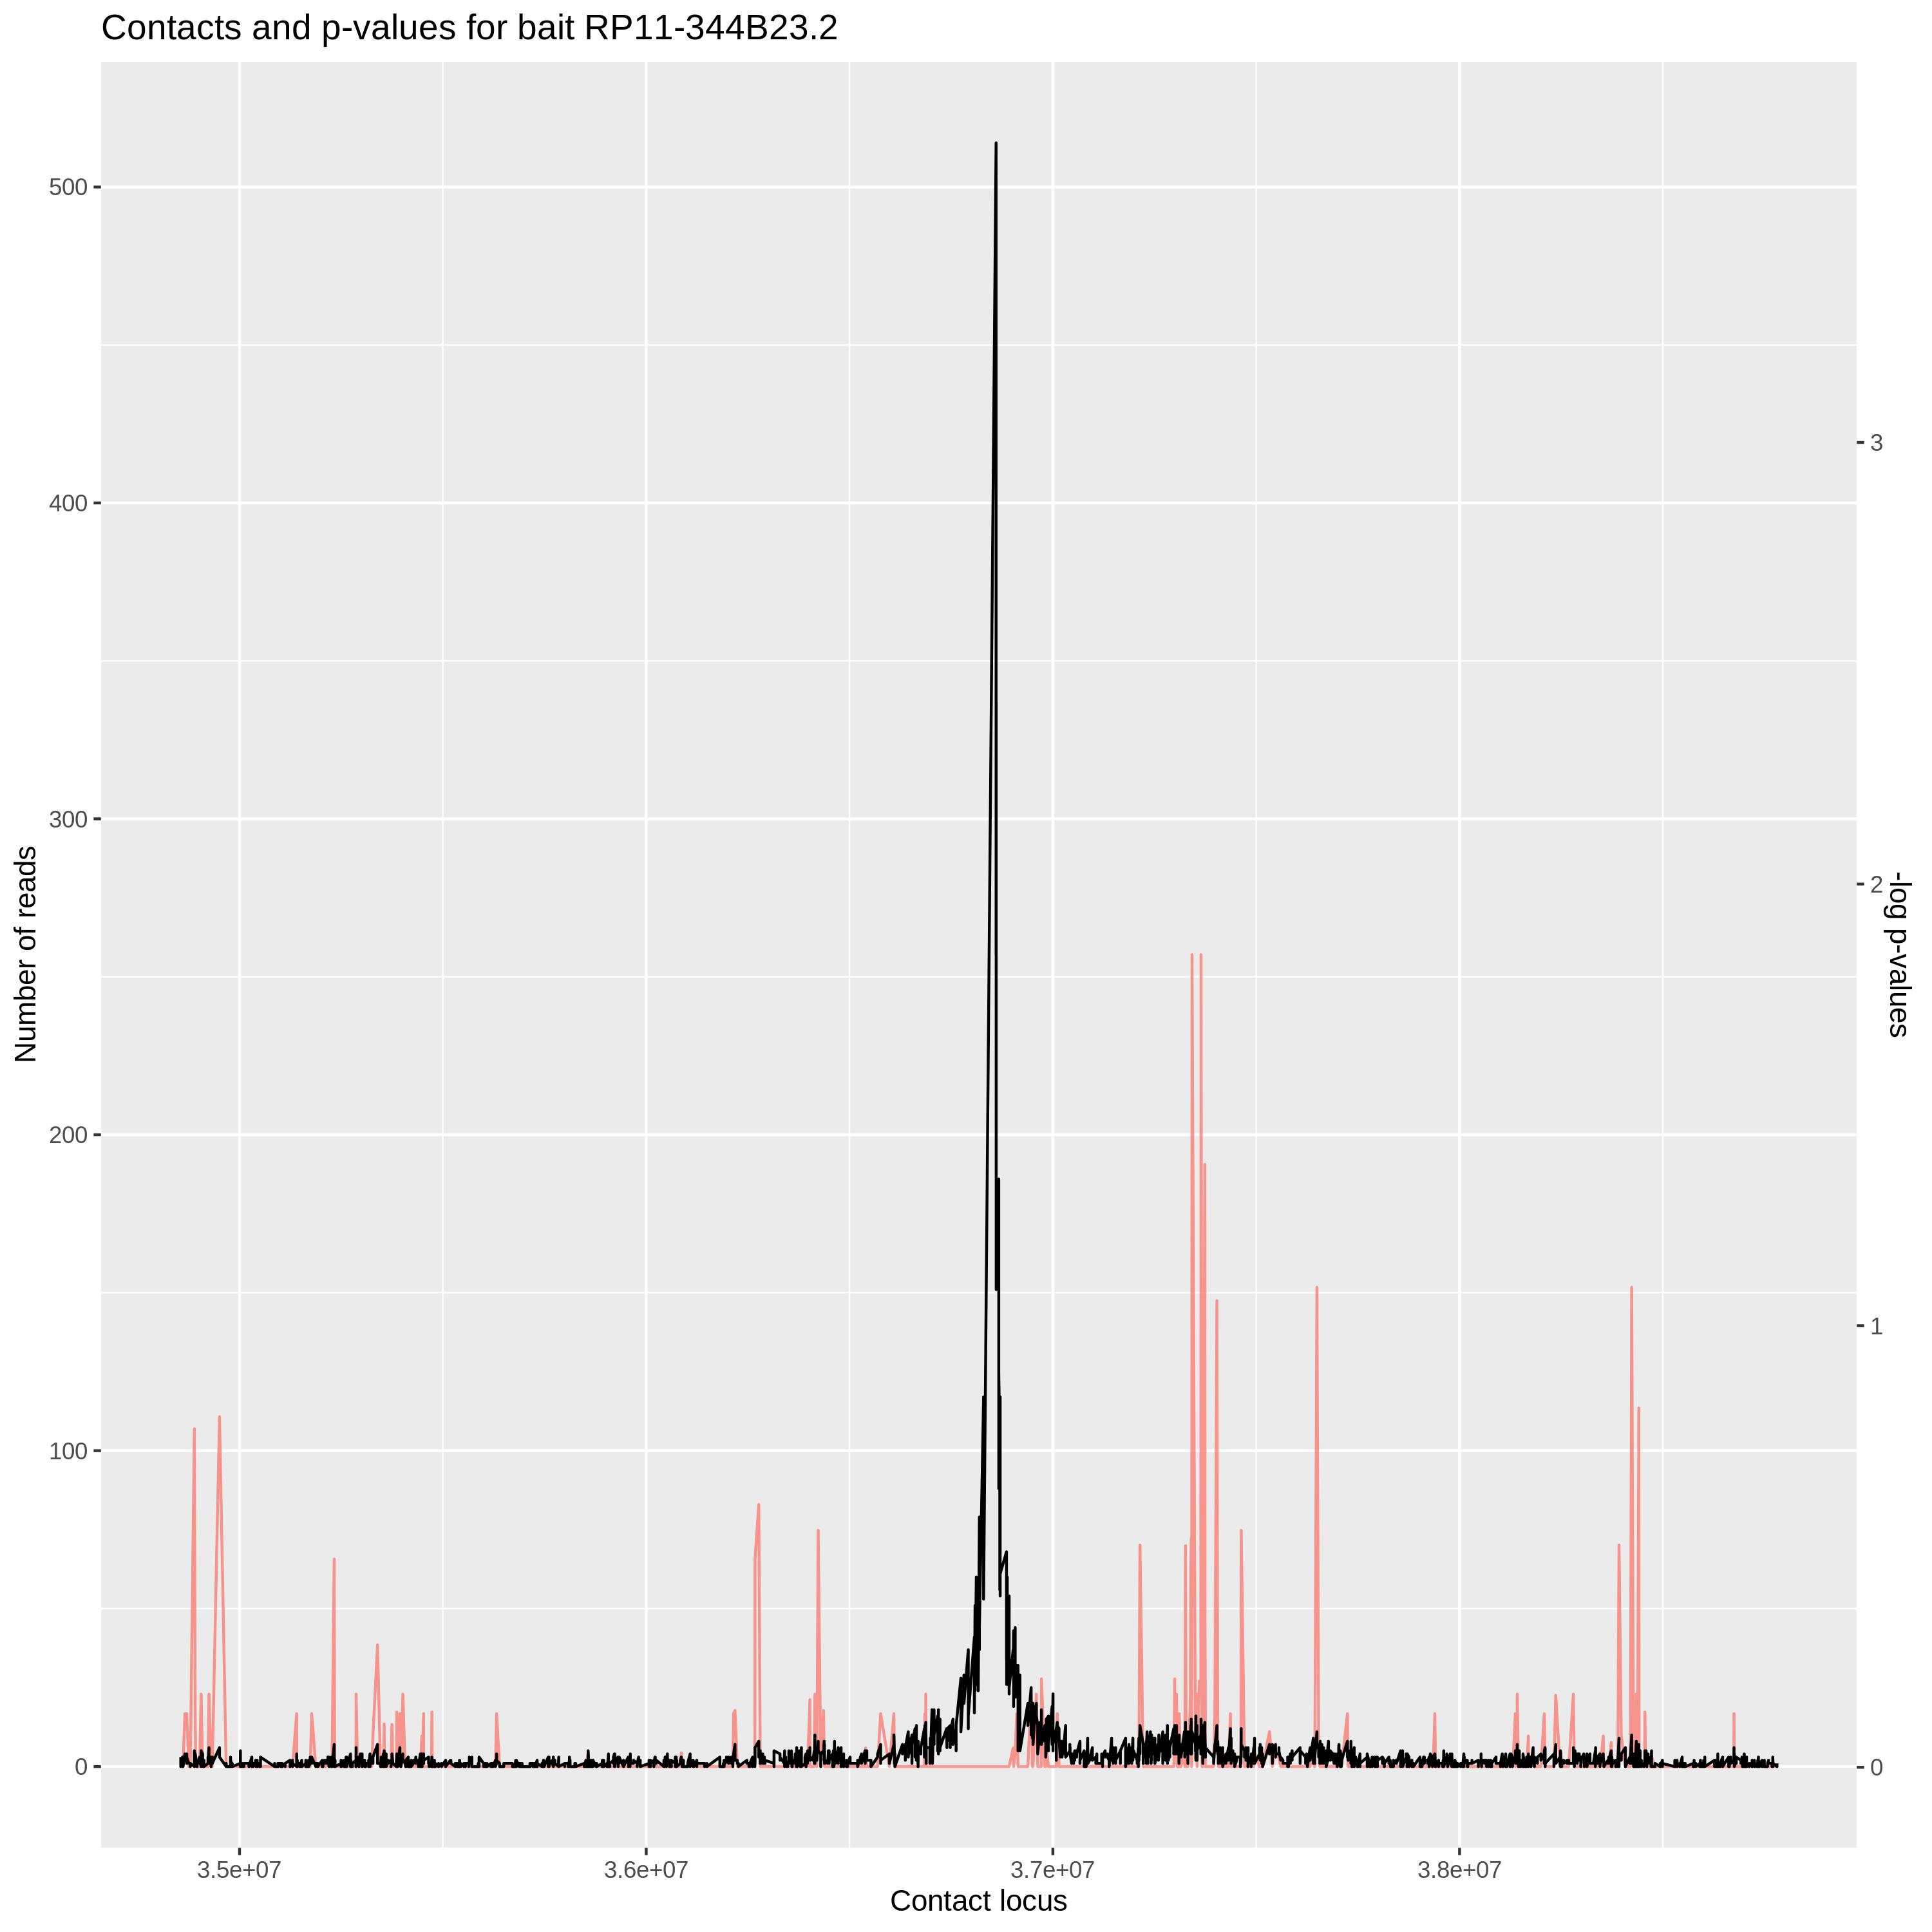 Contacts and p-values for bait RP11-344B23.2
500
400
300
200
100
0
Number of reads
3
2
1
0
-log p-values
3.5e+07
3.6e+07
3.7e+07
3.8e+07
Contact locus